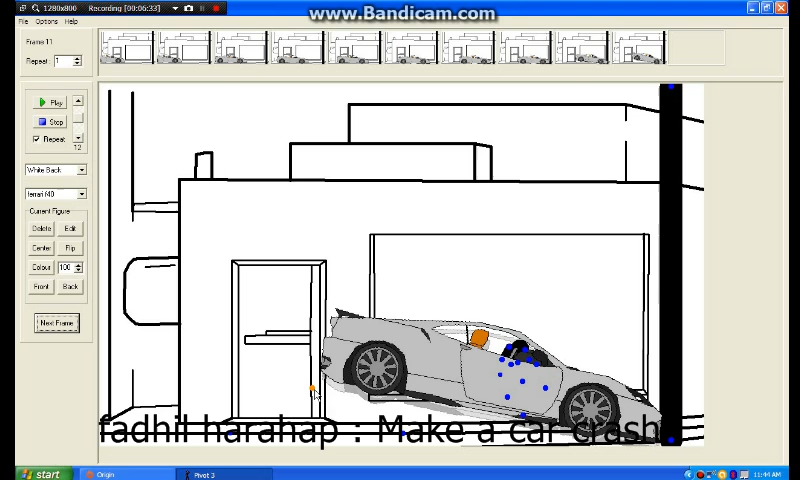 Recording [00:06:33]
www.Bandicam.com
1280x800
File Options Help
Frame 11
Repeat: 1
Play
Stop
Repeat
12
White Back
ferrari f40
Current Figure
Delete Edit
Center Flip
Colour 100
Front Back
Next Frame
fadhil harahap : Make a car crash
start
Origin
Pivot 3
11:44 AM